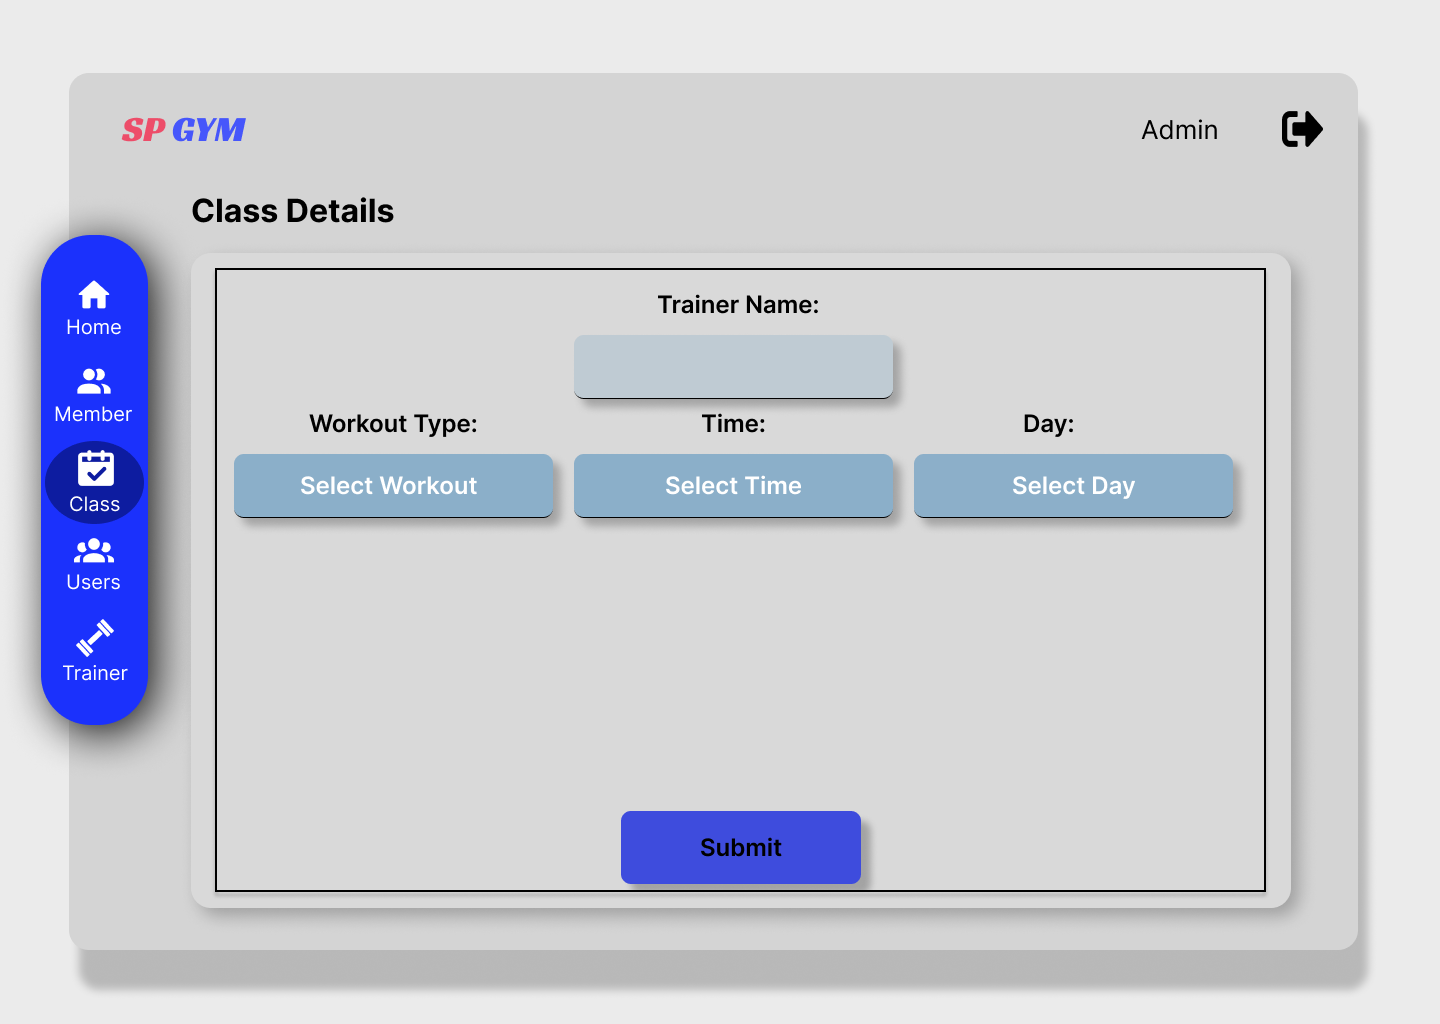 SP GYM
Admin
Class Details
Home
Member
Class
Users
Trainer
Trainer Name:
Workout Type:
Time:
Day:
Select Workout
Select Time
Select Day
Submit